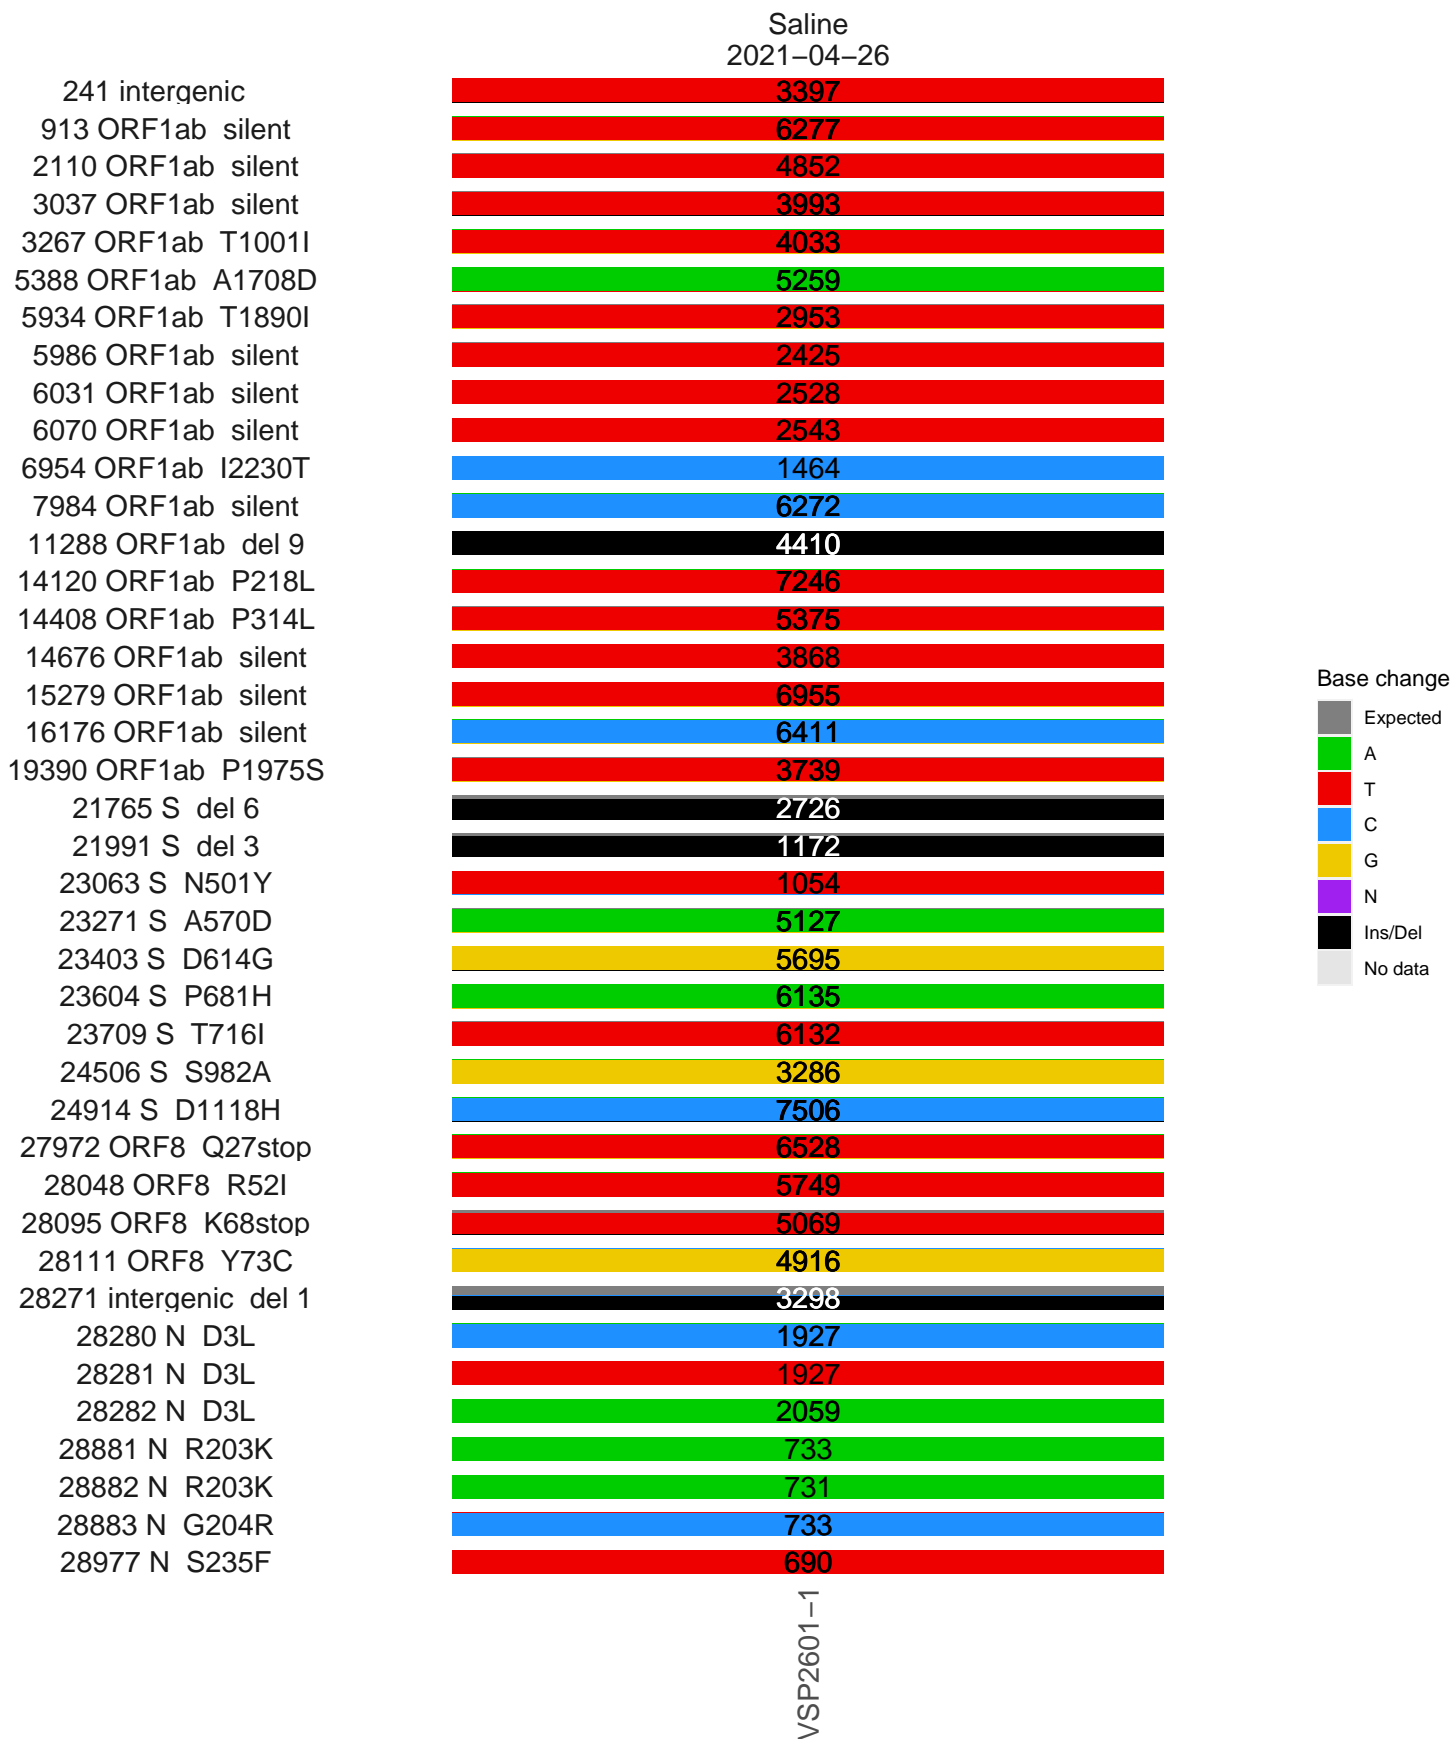 Saline
2021−04−26
241 intergenic 3397
913 ORF1ab silent 6277
2110 ORF1ab silent 4852
3037 ORF1ab silent 3993
3267 ORF1ab T1001I 4033
5388 ORF1ab A1708D 5259
5934 ORF1ab T1890I 2953
5986 ORF1ab silent 2425
6031 ORF1ab silent 2528
6070 ORF1ab silent 2543
6954 ORF1ab I2230T 1464
7984 ORF1ab silent 6272
11288 ORF1ab del 9 4410
14120 ORF1ab P218L 7246
14408 ORF1ab P314L 5375
14676 ORF1ab silent 3868
15279 ORF1ab silent 6955
16176 ORF1ab silent 6411
19390 ORF1ab P1975S 3739
21765 S del 6 2726
21991 S del 3 1172
23063 S N501Y 1054
23271 S A570D 5127
23403 S D614G 5695
23604 S P681H 6135
23709 S T716I 6132
24506 S S982A 3286
24914 S D1118H 7506
27972 ORF8 Q27stop 6528
28048 ORF8 R52I 5749
28095 ORF8 K68stop 5069
28111 ORF8 Y73C 4916
28271 intergenic del 1 3298
28280 N D3L 1927
28281 N D3L 1927
28282 N D3L 2059
28881 N R203K 733
28882 N R203K 731
28883 N G204R 733
28977 N S235F 690
VSP2601−1
Base change
Expected
A
T
C
G
N
Ins/Del
No data